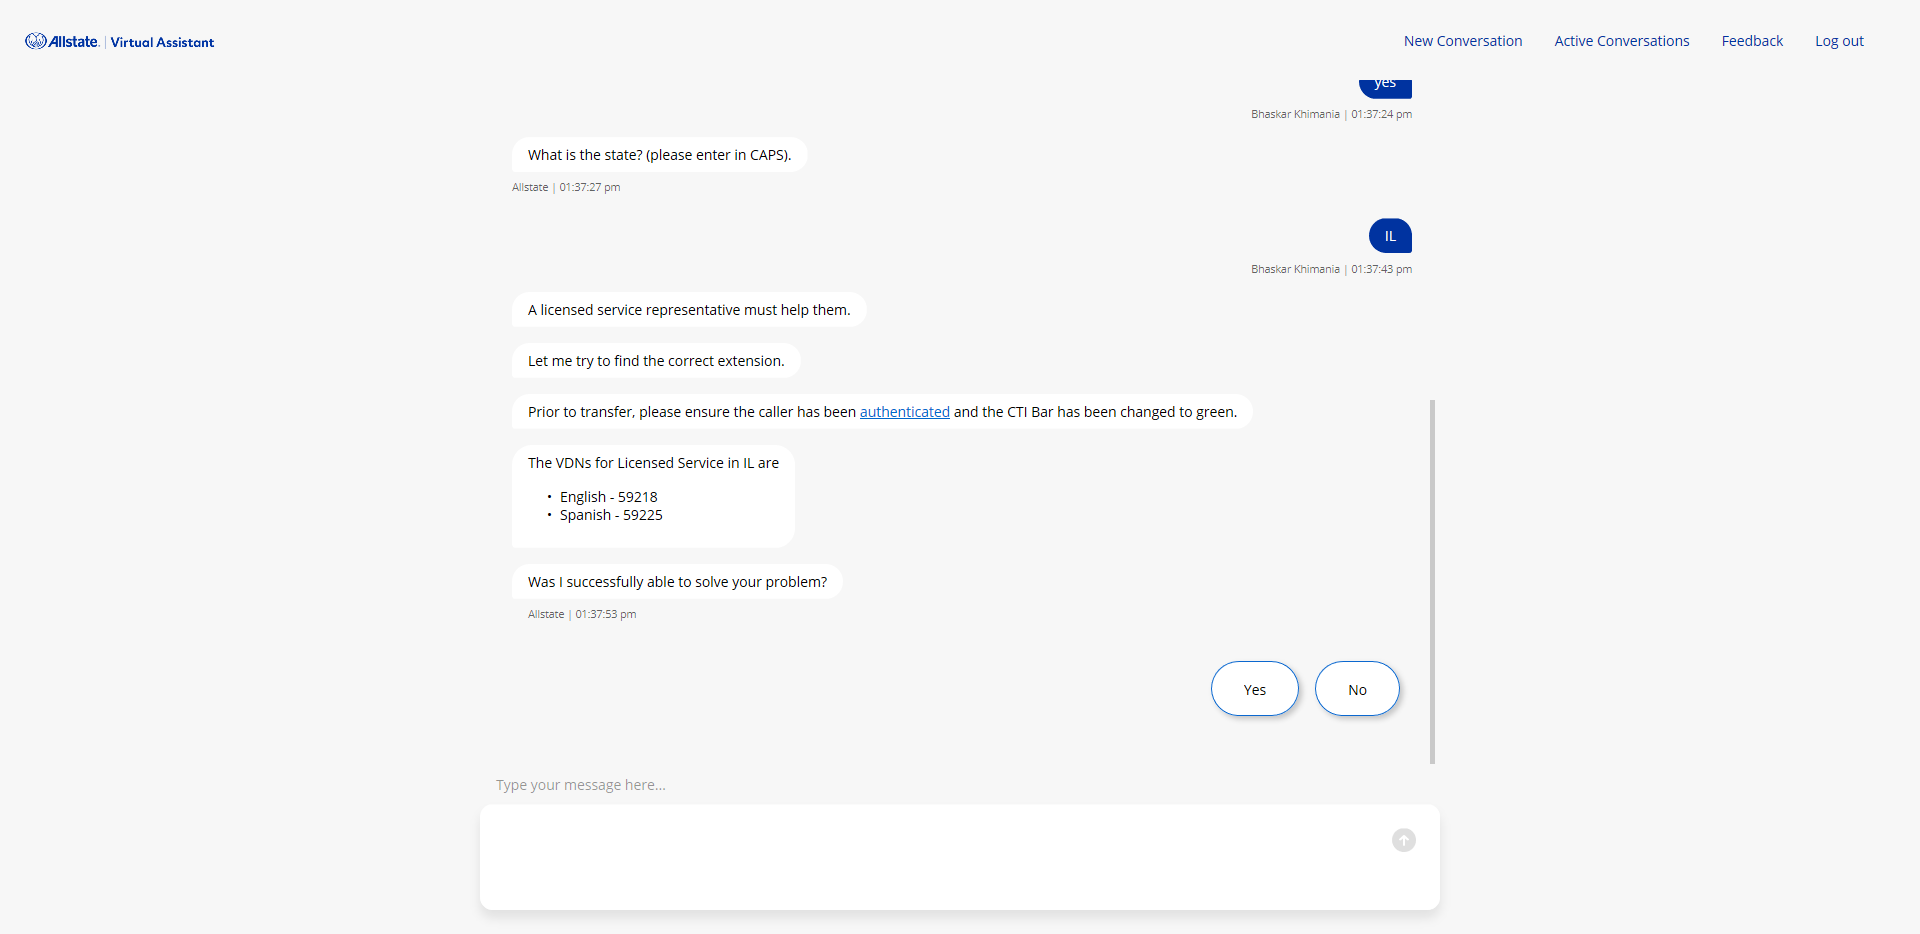 Allstate. | Virtual Assistant
New Conversation Active Conversations Feedback Log out
yes
Bhaskar Khimania | 01:37:24 pm
What is the state? (please enter in CAPS).
Allstate | 01:37:27 pm
IL
Bhaskar Khimania | 01:37:43 pm
A licensed service representative must help them.
Let me try to find the correct extension.
Prior to transfer, please ensure the caller has been authenticated and the CTI Bar has been changed to green.
The VDNs for Licensed Service in IL are
• English - 59218
• Spanish - 59225
Was I successfully able to solve your problem?
Allstate | 01:37:53 pm
Yes No
Type your message here...